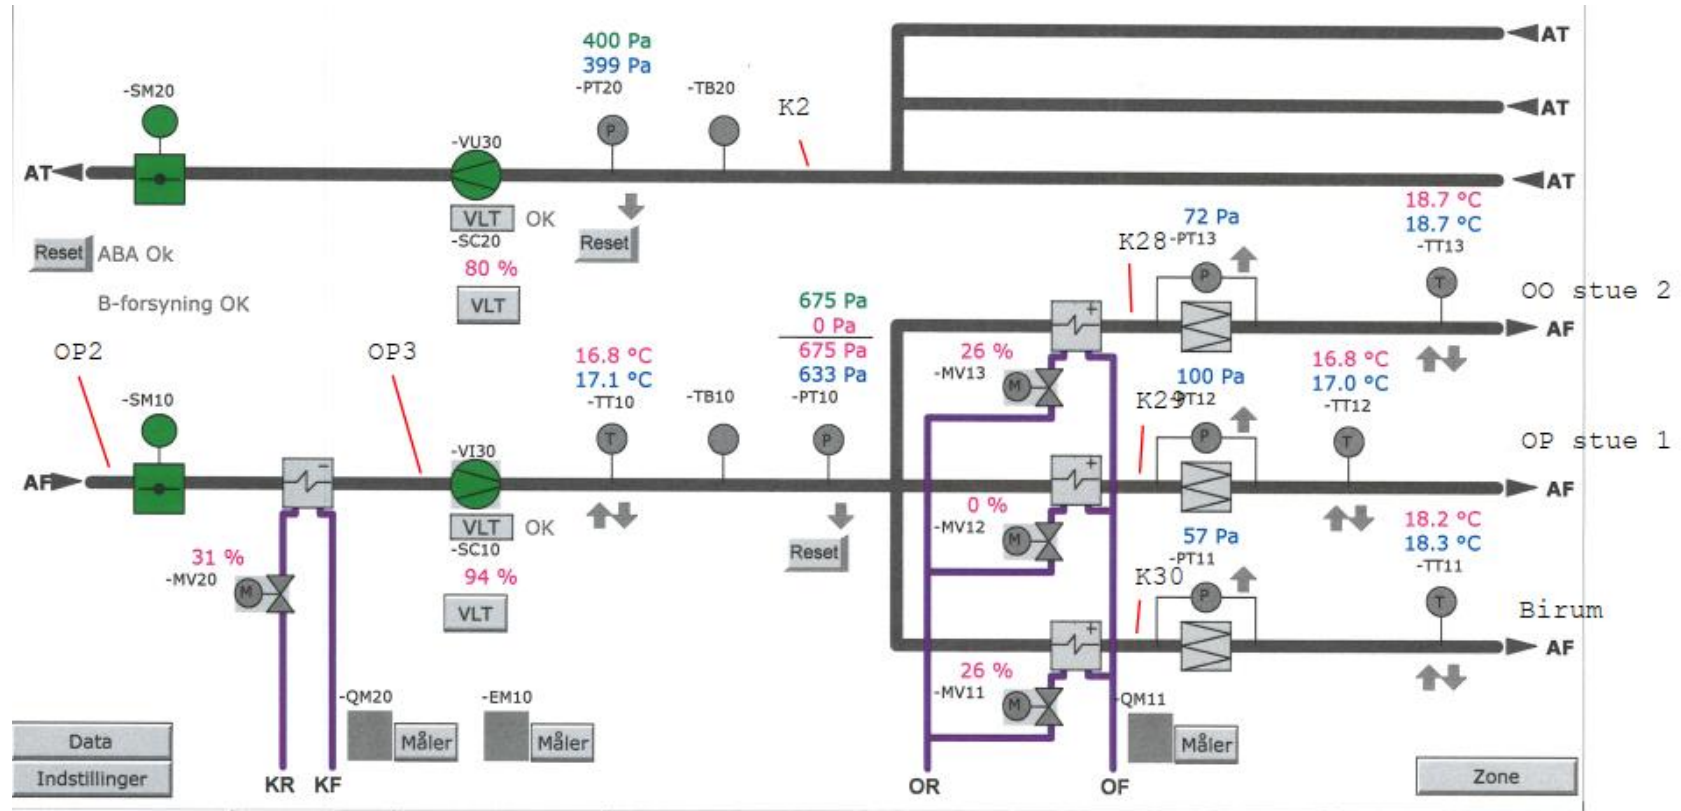 AT
400 Pa
399 Pa
-PT20
-TB20
K2
-SM20
AT
-VU30
AT
AT
VLT
OK
-SC20
80 %
VLT
Reset
Reset
ABA Ok
B-forsyning OK
72 Pa
K28
-PT13
P
18.7 °C
18.7 °C
-TT13
T
OO stue 2
AF
675 Pa
0 Pa
675 Pa
633 Pa
-PT10
P
OP2
OP3
-SM10
16.8 °C
17.1 °C
-TT10
T
-TB10
26 %
-MV13
M
100 Pa
K29
PT12
P
16.8 °C
17.0 °C
-TT12
T
OP stue 1
AF
AF
-VI30
VLT
OK
-SC10
94 %
VLT
Reset
31 %
-MV20
M
0 %
-MV12
M
57 Pa
-PT11
K30
P
18.2 °C
18.3 °C
-TT11
T
Birum
AF
26 %
-MV11
M
-QM20
Måler
-EM10
Måler
-QM11
Måler
Data
Indstillinger
KR
KF
OR
OF
Zone
P
+
+
+
-